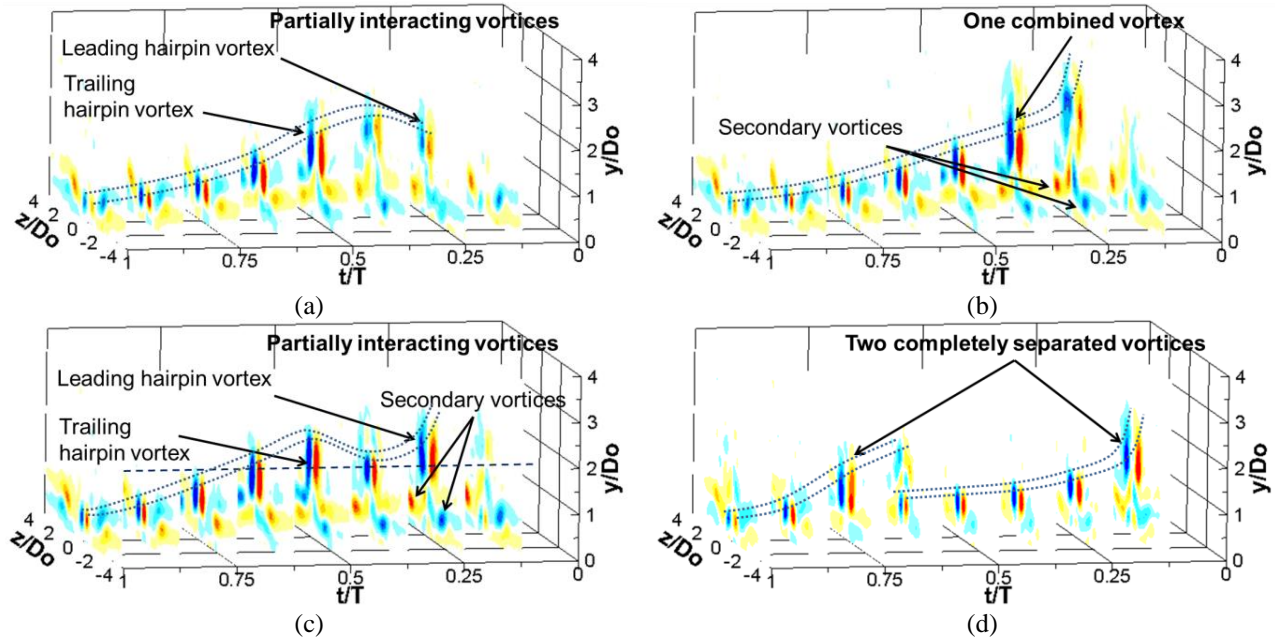 Partially interacting vortices
Leading hairpin vortex
Trailing
hairpin vortex
4
3
2
1
0
y/Do
4
2
0
-2
-4
z/Do
1
0.75
0.5
0.25
0
t/T
(a)
One combined vortex
Secondary vortices
4
3
2
1
0
y/Do
4
2
0
-2
-4
z/Do
1
0.75
0.5
0.25
0
t/T
(b)
Partially interacting vortices
Leading hairpin vortex
Secondary vortices
Trailing
hairpin vortex
4
3
2
1
0
y/Do
4
2
0
-2
-4
z/Do
1
0.75
0.5
0.25
0
t/T
(c)
Two completely separated vortices
4
3
2
1
0
y/Do
4
2
0
-2
-4
z/Do
1
0.75
0.5
0.25
0
t/T
(d)